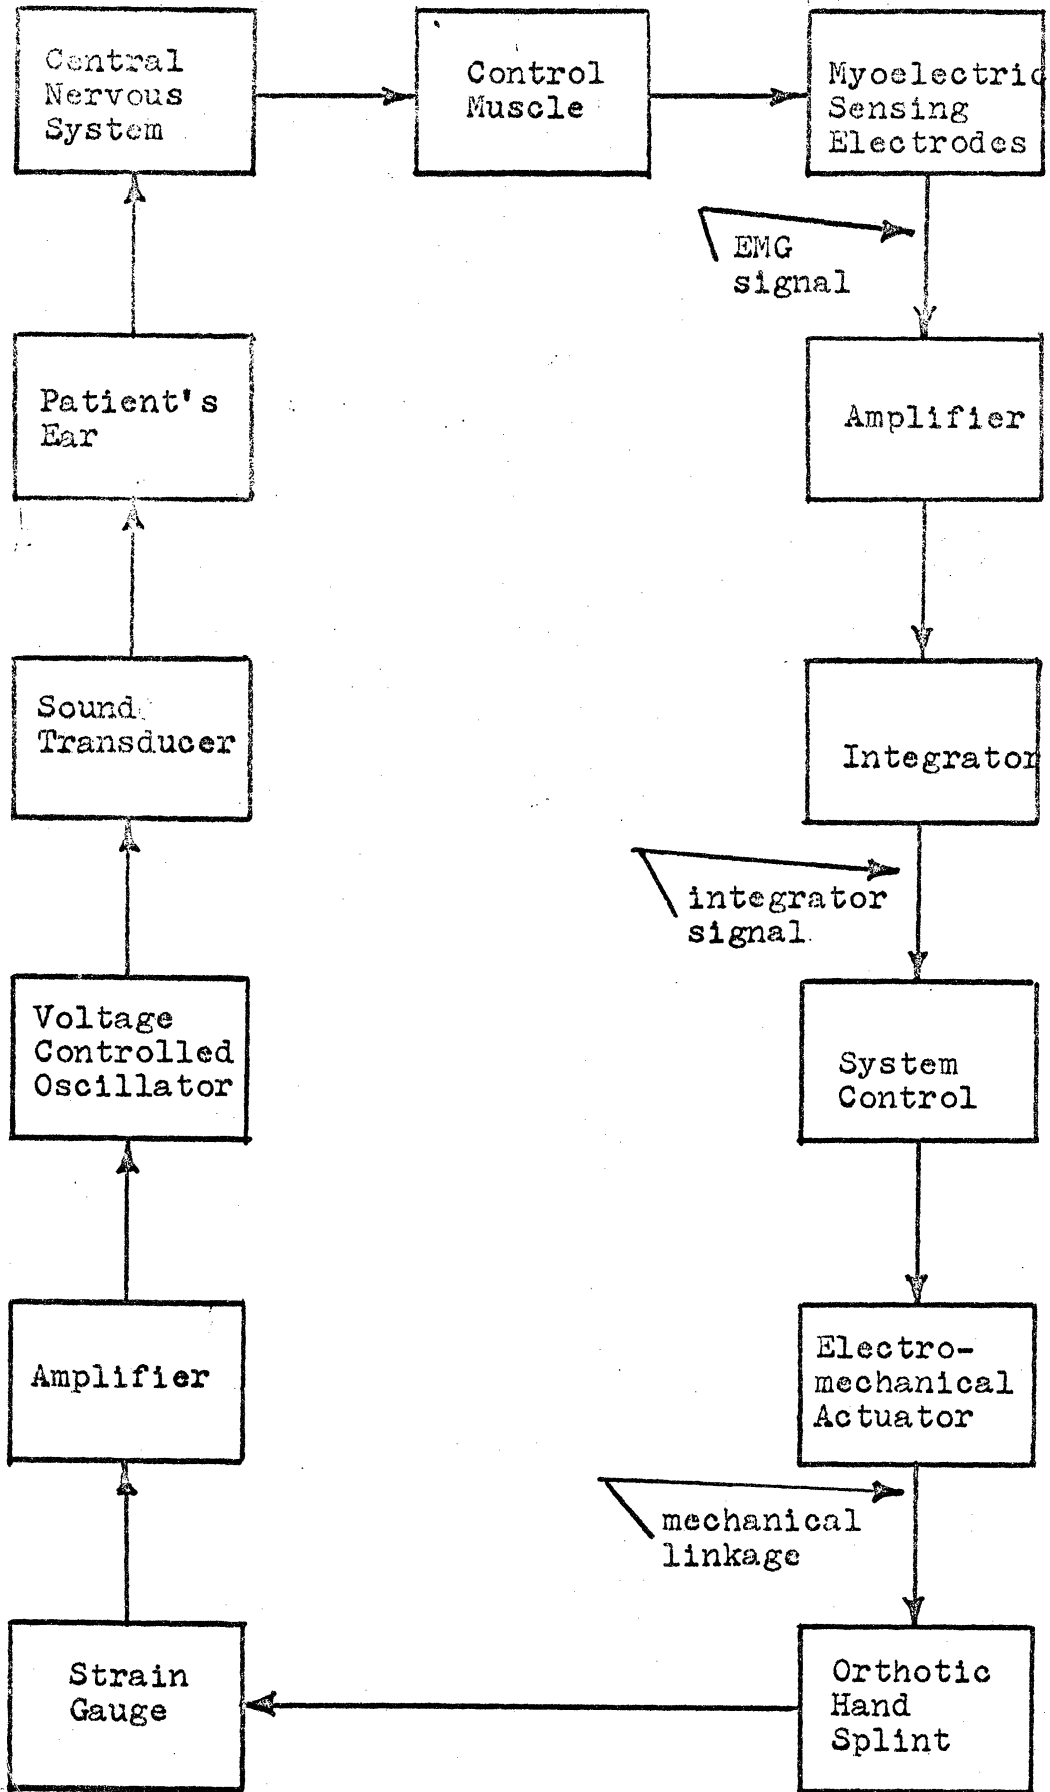 Central
Nervous
System
Control
Muscle
Myoelectric
Sensing
Electrodes
EMG
signal
Patient's
Ear
Amplifier
Sound
Transducer
Integrator
integrator
signal
Voltage
Controlled
Oscillator
System
Control
Amplifier
Electro-
mechanical
Actuator
mechanical
linkage
Strain
Gauge
Orthotic
Hand
Splint